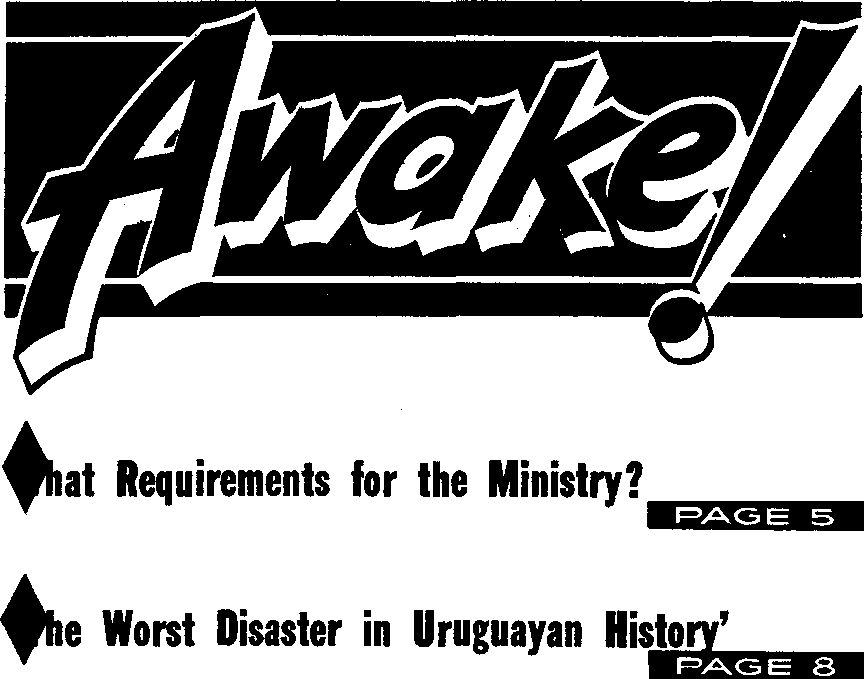 Awake!
hat Requirements for the Ministry?
PAGE 5
he Worst Disaster in Uruguayan History'
PAGE 8